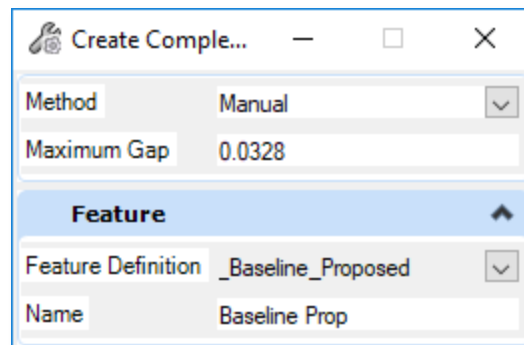 Create Comple...
Method Manual
Maximum Gap 0.0328
Feature
Feature Definition _Baseline_Proposed
Name Baseline Prop